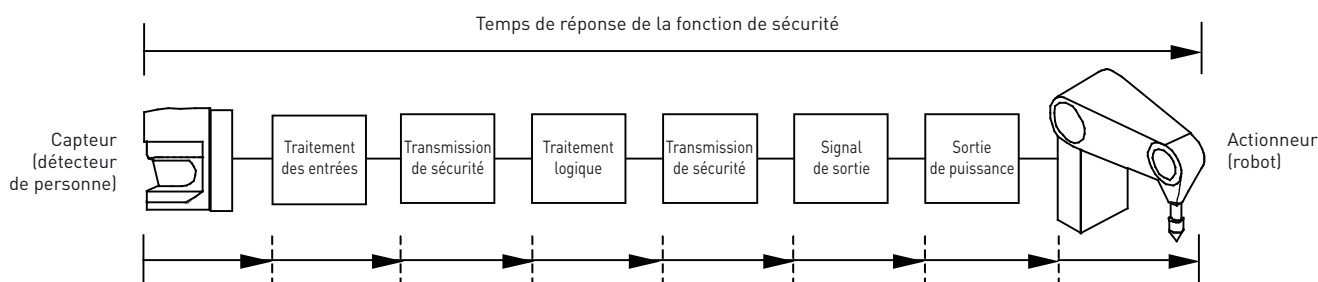 Temps de réponse de la fonction de sécurité
Capteur
(détecteur
de personne)
Traitement
des entrées
Transmission
de sécurité
Traitement
logique
Transmission
de sécurité
Signal
de sortie
Sortie
de puissance
Actionneur
(robot)